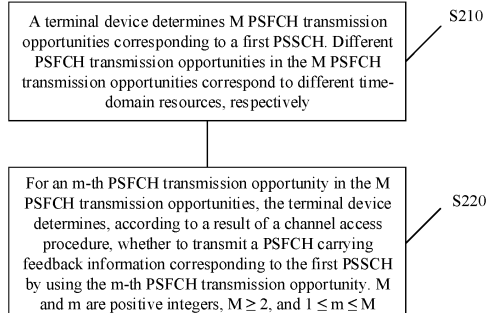 A terminal device determines M PSFCH transmission
opportunities corresponding to a first PSSCH. Different
PSFCH transmission opportunities in the M PSFCH
transmission opportunities correspond to different time-
domain resources, respectively
S210
For an m-th PSFCH transmission opportunity in the M
PSFCH transmission opportunities, the terminal device
determines, according to a result of a channel access
procedure, whether to transmit a PSFCH carrying
feedback information corresponding to the first PSSCH
by using the m-th PSFCH transmission opportunity. M
and m are positive integers, M ≥ 2, and 1 ≤ m ≤ M
S220